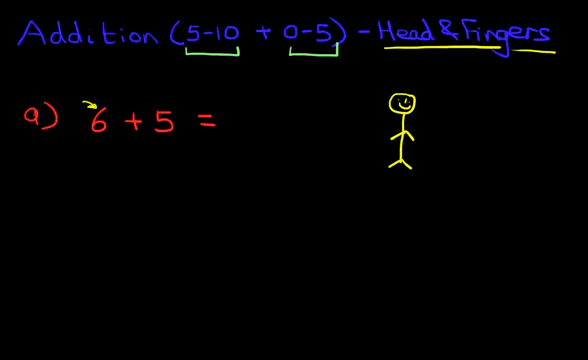 Addition (5-10 + 0-5) - Head & Fingers
a) 6 + 5 =